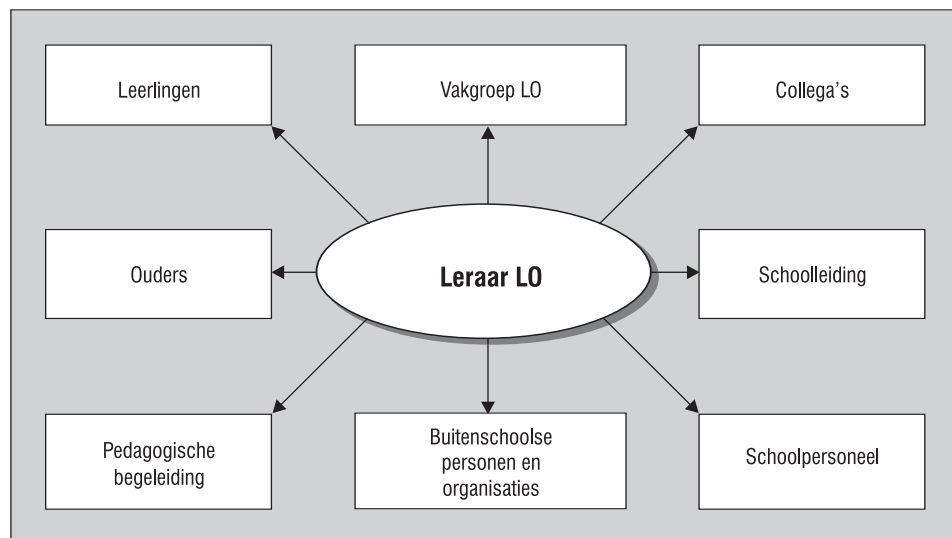 Leerlingen
Vakgroep LO
Collega's
Ouders
Leraar LO
Schoolleiding
Pedagogische
begeleiding
Buitenschoolse
personen en
organisaties
Schoolpersoneel